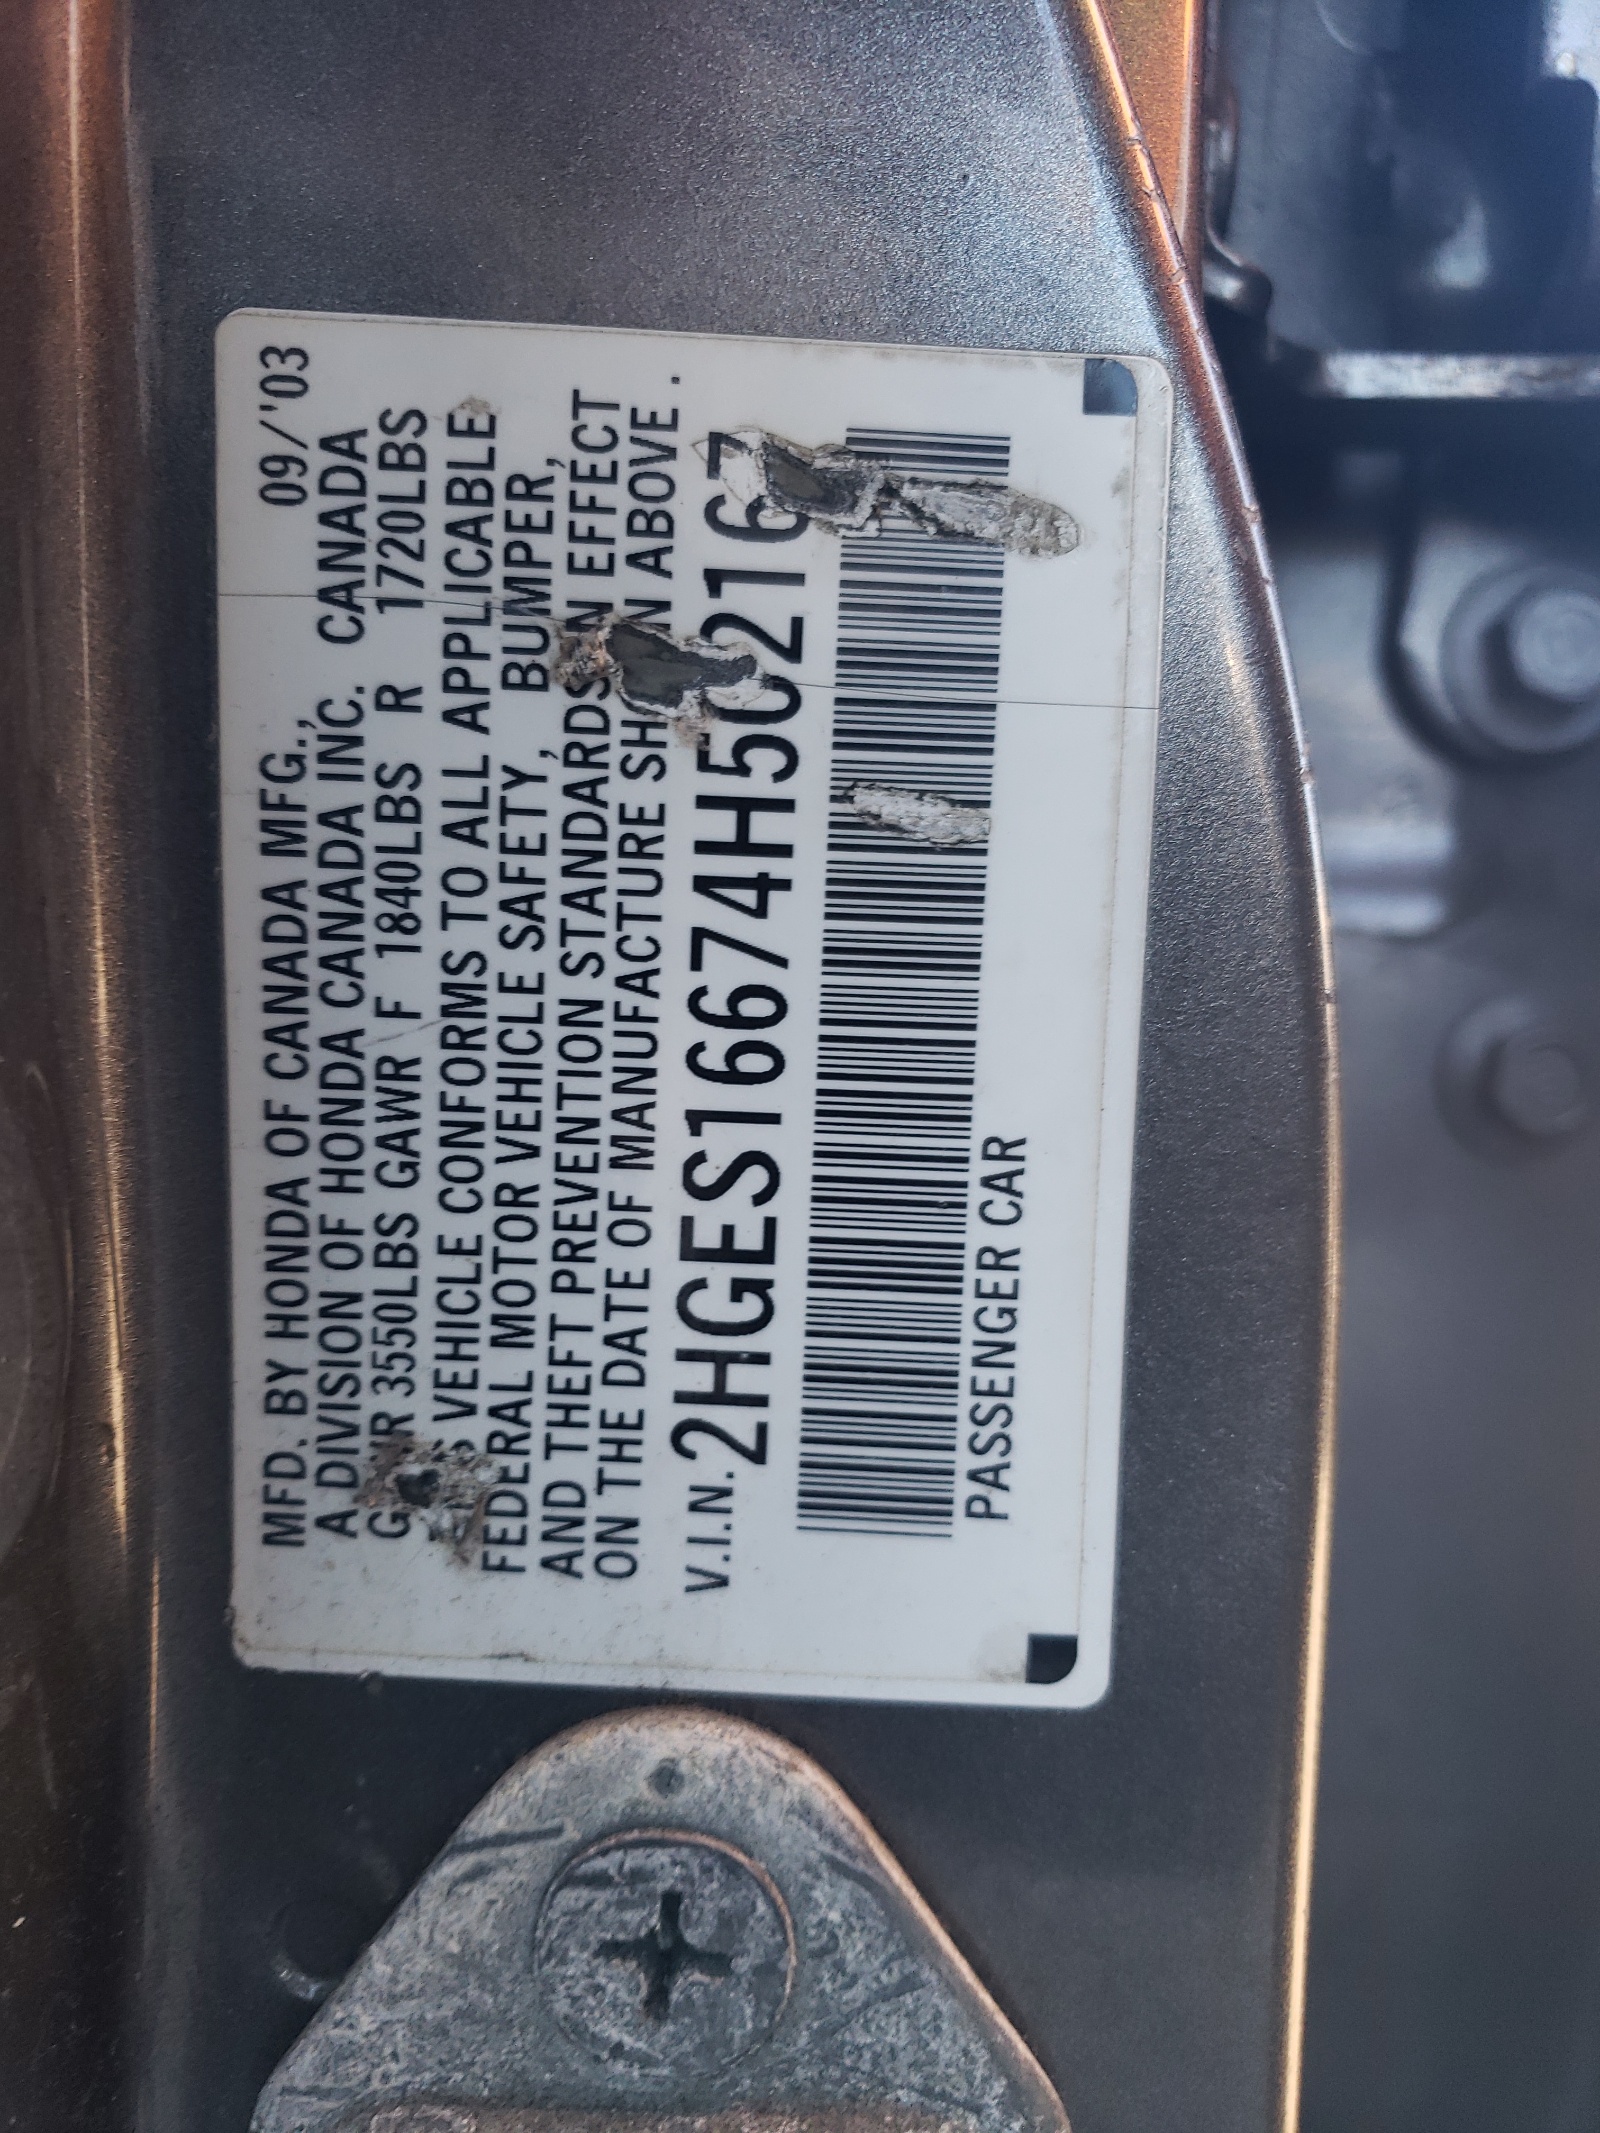 09/'03
MFD. BY HONDA OF CANADA MFG.,
A DIVISION OF HONDA CANADA INC. CANADA
3550LBS GAWR F 1840LBS R 1720LBS
VEHICLE CONFORMS TO ALL APPLICABLE
FEDERAL MOTOR VEHICLE SAFETY, BUMPER,
AND THEFT PREVENTION STANDARDS IN EFFECT
ON THE DATE OF MANUFACTURE ABOVE.
V.I.N. 2HGES16674H502167
PASSENGER CAR